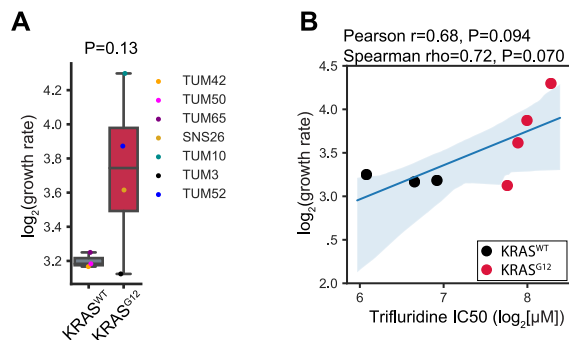 A
P=0.13
log2(growth rate)
4.2
4.0
3.8
3.6
3.4
3.2
KRASWT
KRASG12
TUM42
TUM50
TUM65
SNS26
TUM10
TUM3
TUM52
B
Pearson r=0.68, P=0.094
Spearman rho=0.72, P=0.070
log2(growth rate)
4.5
4.0
3.5
3.0
.5
2.0
6
7
8
KRASWT
KRASG12
Trifluridine IC50 (log2[μM])